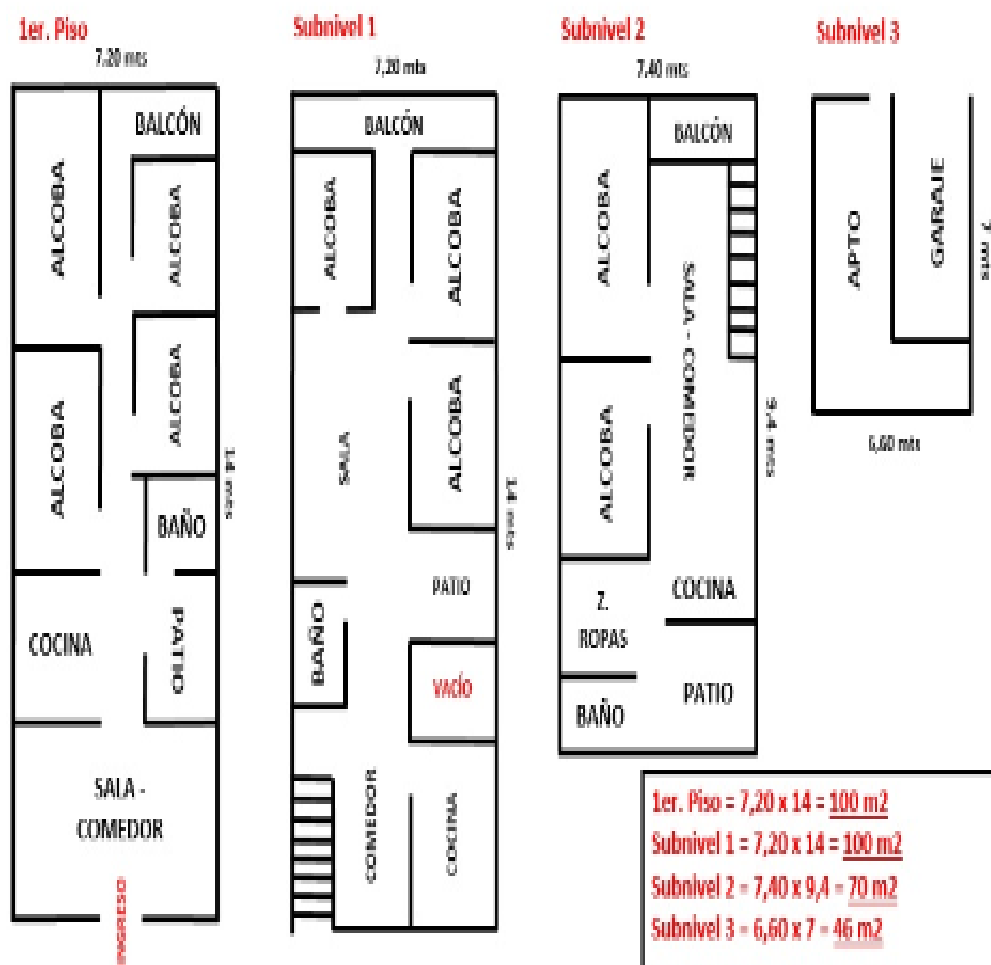 1er. Piso
7.20 mts
BALCÓN
ALCOBA
ALCOBA
ALCOBA
ALCOBA
14 mts
BAÑO
COCINA
PATIO
SALA -
COMEDOR
INGRESO
Subnivel 1
7,20 mts
BALCÓN
ALCOBA
ALCOBA
ALCOBA
SALA
14 mts
PATIO
BAÑO
VACÍO
COMEDOR
COCINA
Subnivel 2
7,40 mts
BALCÓN
ALCOBA
SALA - COMEDOR
ALCOBA
9,4 mts
COCINA
Z.
ROPAS
PATIO
BAÑO
Subnivel 3
APTO
GARAJE
7 mts
6,60 mts
1er. Piso = 7,20 x 14 = 100 m2
Subnivel 1 = 7,20 x 14 = 100 m2
Subnivel 2 = 7,40 x 9,4 = 70 m2
Subnivel 3 = 6,60 x 7 = 46 m2